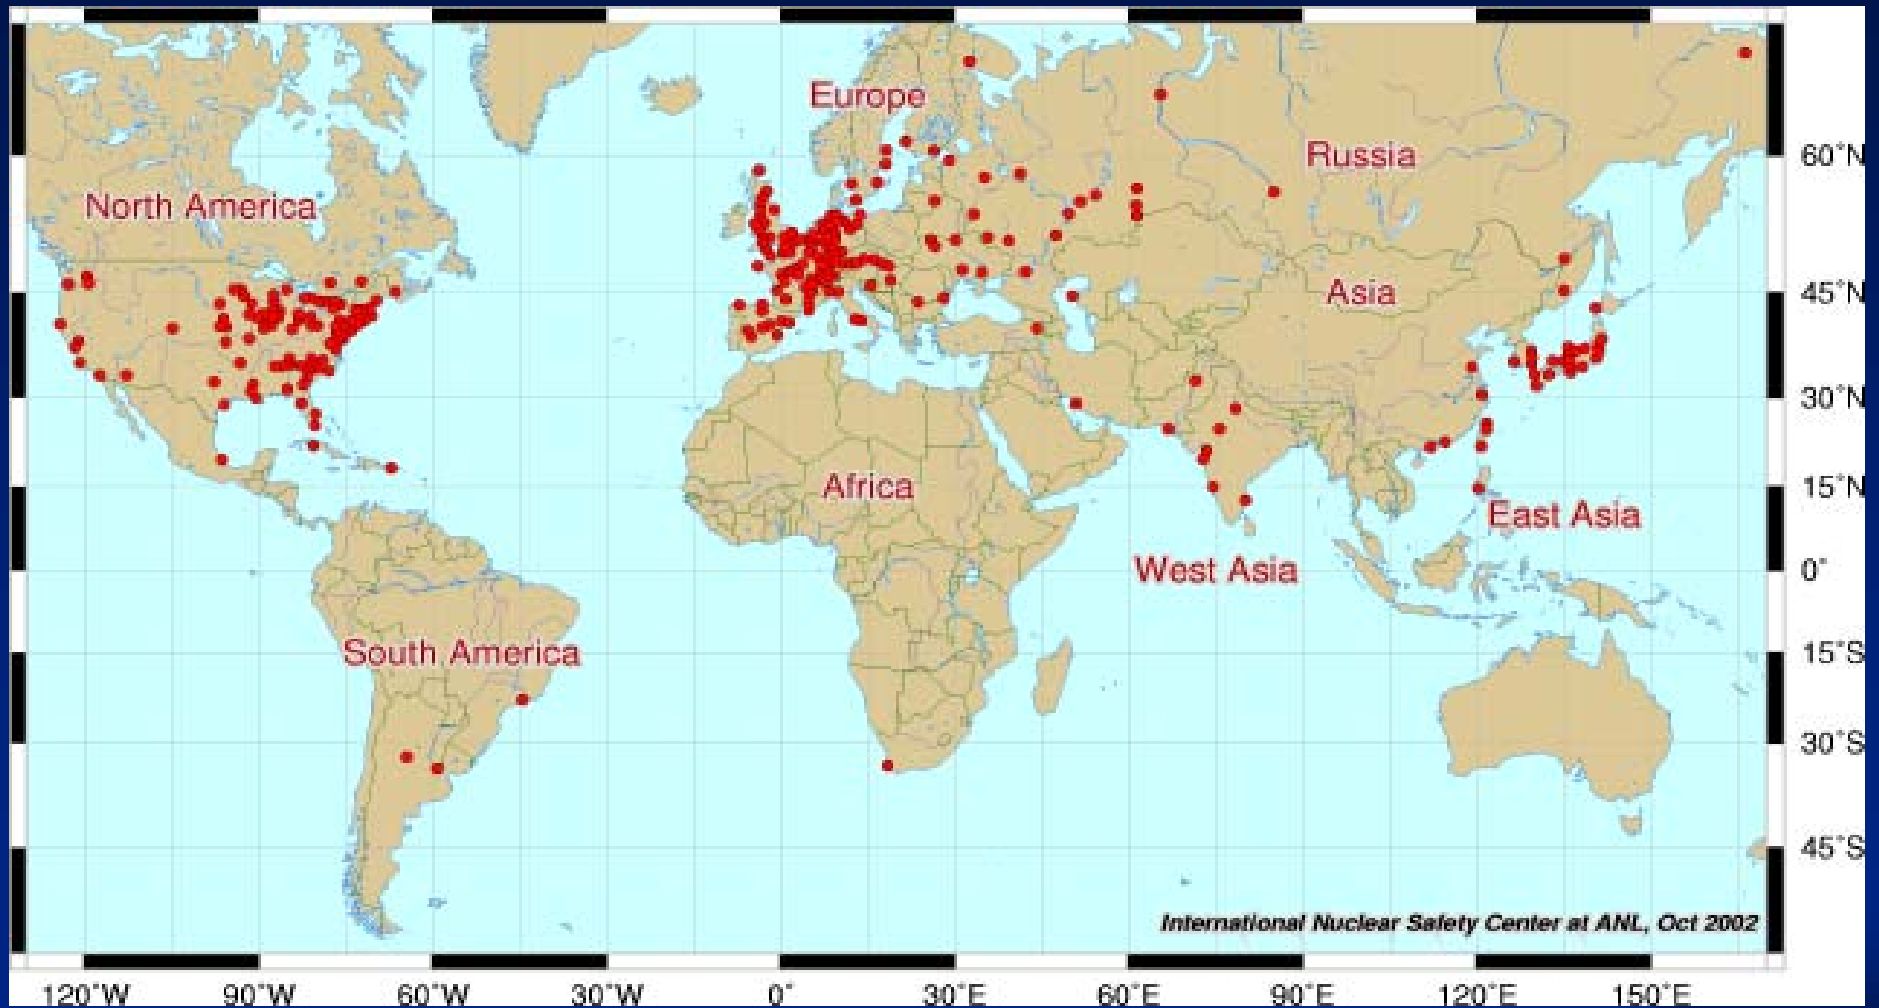 Europe
Russia
North America
60°N
Asia
45°N
30°N
Africa
15°N
East Asia
West Asia
0°
South America
15°S
30°S
45°S
International Nuclear Safety Center at ANL, Oct 2002
120°W 90°W 60°W 30°W 0° 30°E 60°E 90°E 120°E 150°E